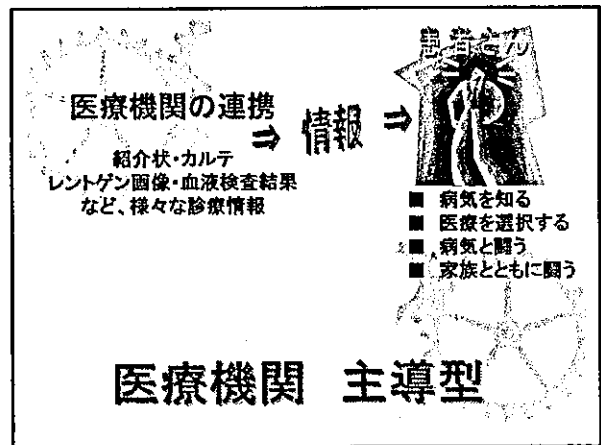 患者さん
医療機関の連携
⇒ 情報 ⇒
紹介状・カルテ
レントゲン画像・血液検査結果
など、様々な診療情報
■ 病気を知る
■ 医療を選択する
■ 病気と闘う
■ 家族とともに闘う
医療機関 主導型